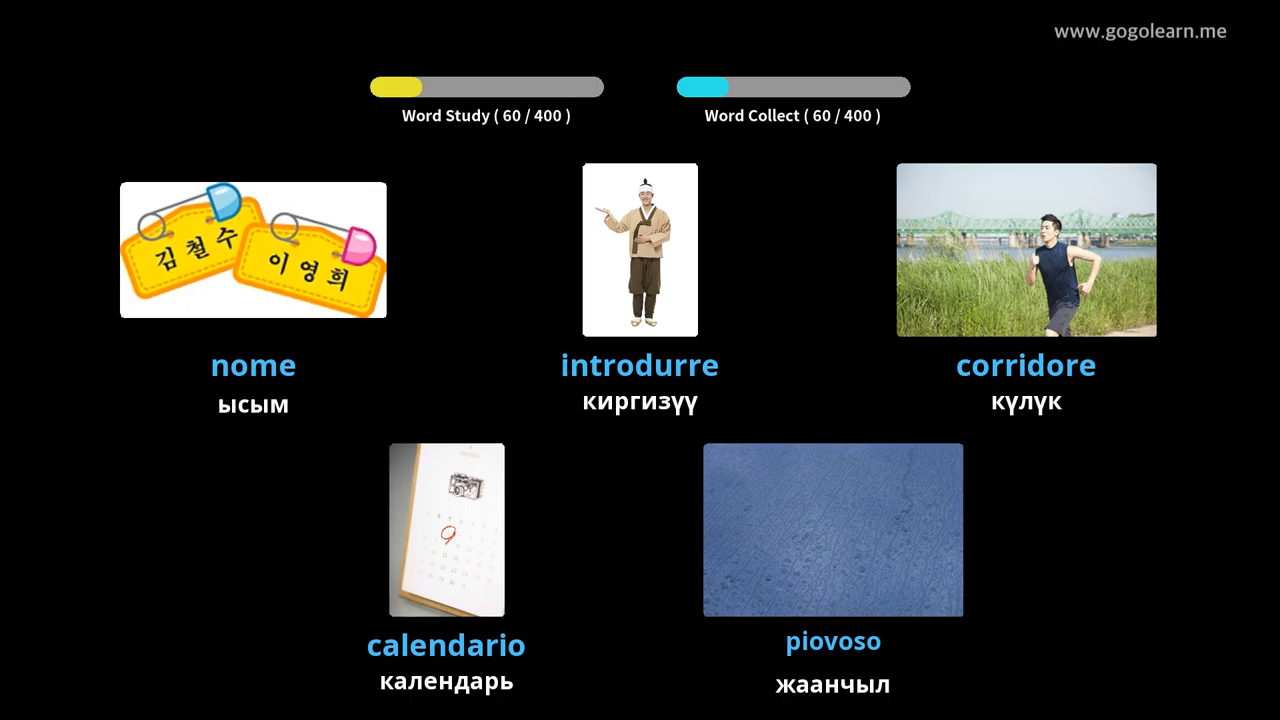 www.gogolearn.me
Word Study ( 60 / 400 )
Word Collect ( 60 / 400 )
김철수
이영희
nome
ысым
introdurre
киргизүү
corridore
күлүк
9
calendario
календарь
piovoso
жаанчыл